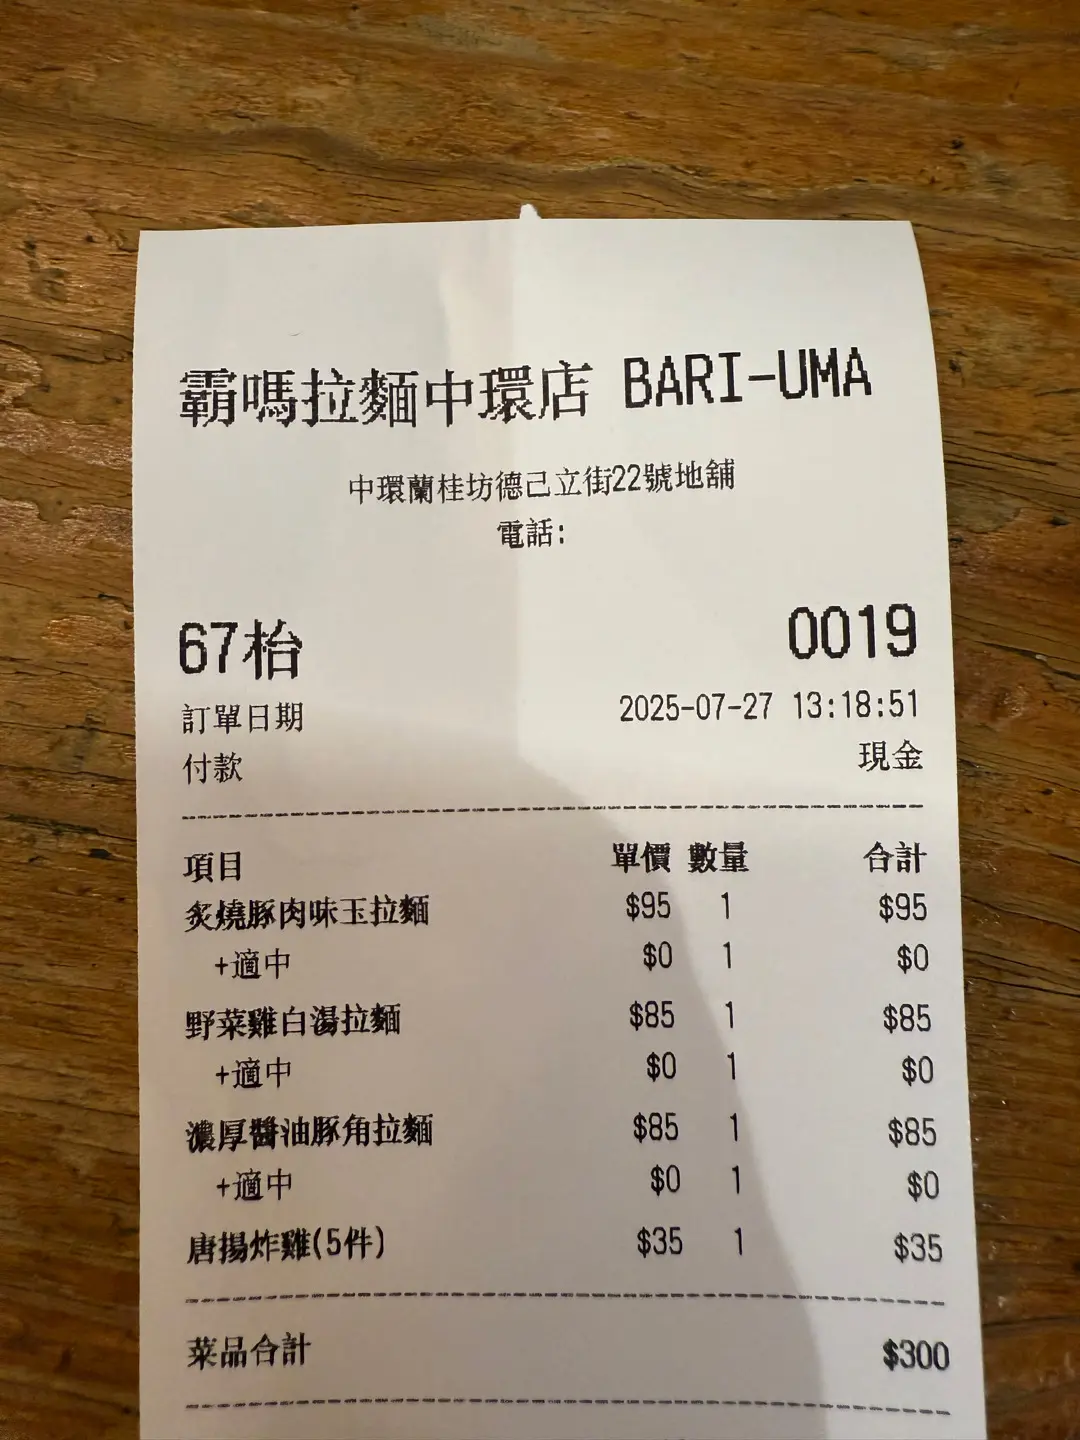 霸嗎拉麵中環店 BARI-UMA
中環蘭桂坊德己立街22號地舖
電話:
67枱 0019
訂單日期 2025-07-27 13:18:51
付款 現金
項目 單價 數量 合計
炙燒豚肉味玉拉麵 $95 1 $95
+適中 $0 1 $0
野菜雞白湯拉麵 $85 1 $85
+適中 $0 1 $0
濃厚醬油豚角拉麵 $85 1 $85
+適中 $0 1 $0
唐揚炸雞(5件) $35 1 $35
菜品合計 $300